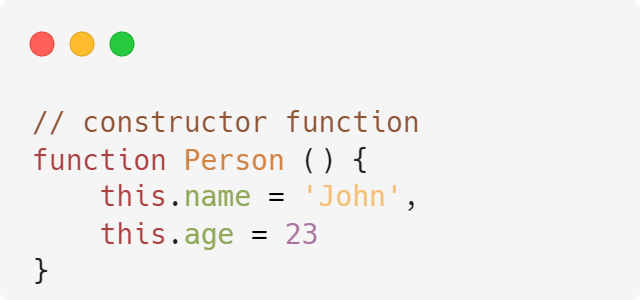 // constructor function
function Person () {
    this.name = 'John',
    this.age = 23
}